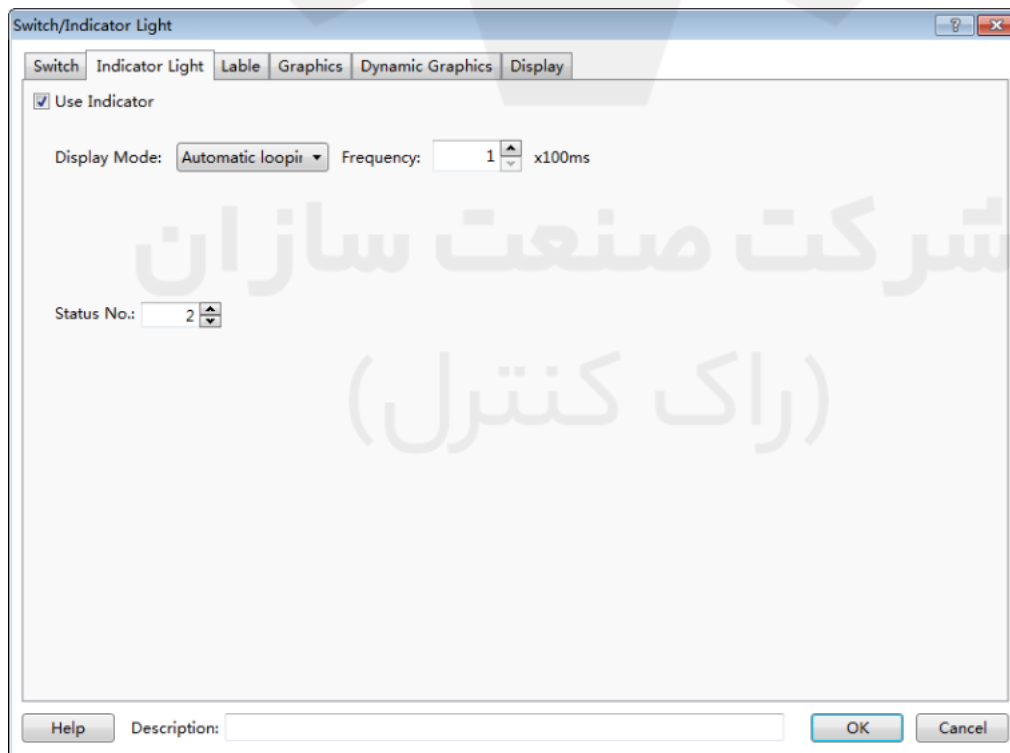 Switch/Indicator Light
Switch Indicator Light Lable Graphics Dynamic Graphics Display
Use Indicator
Display Mode: Automatic loopin Frequency: 1 x100ms
شرکت صنعت سازان
Status No.: 2
(راک کنترل)
Help Description: OK Cancel